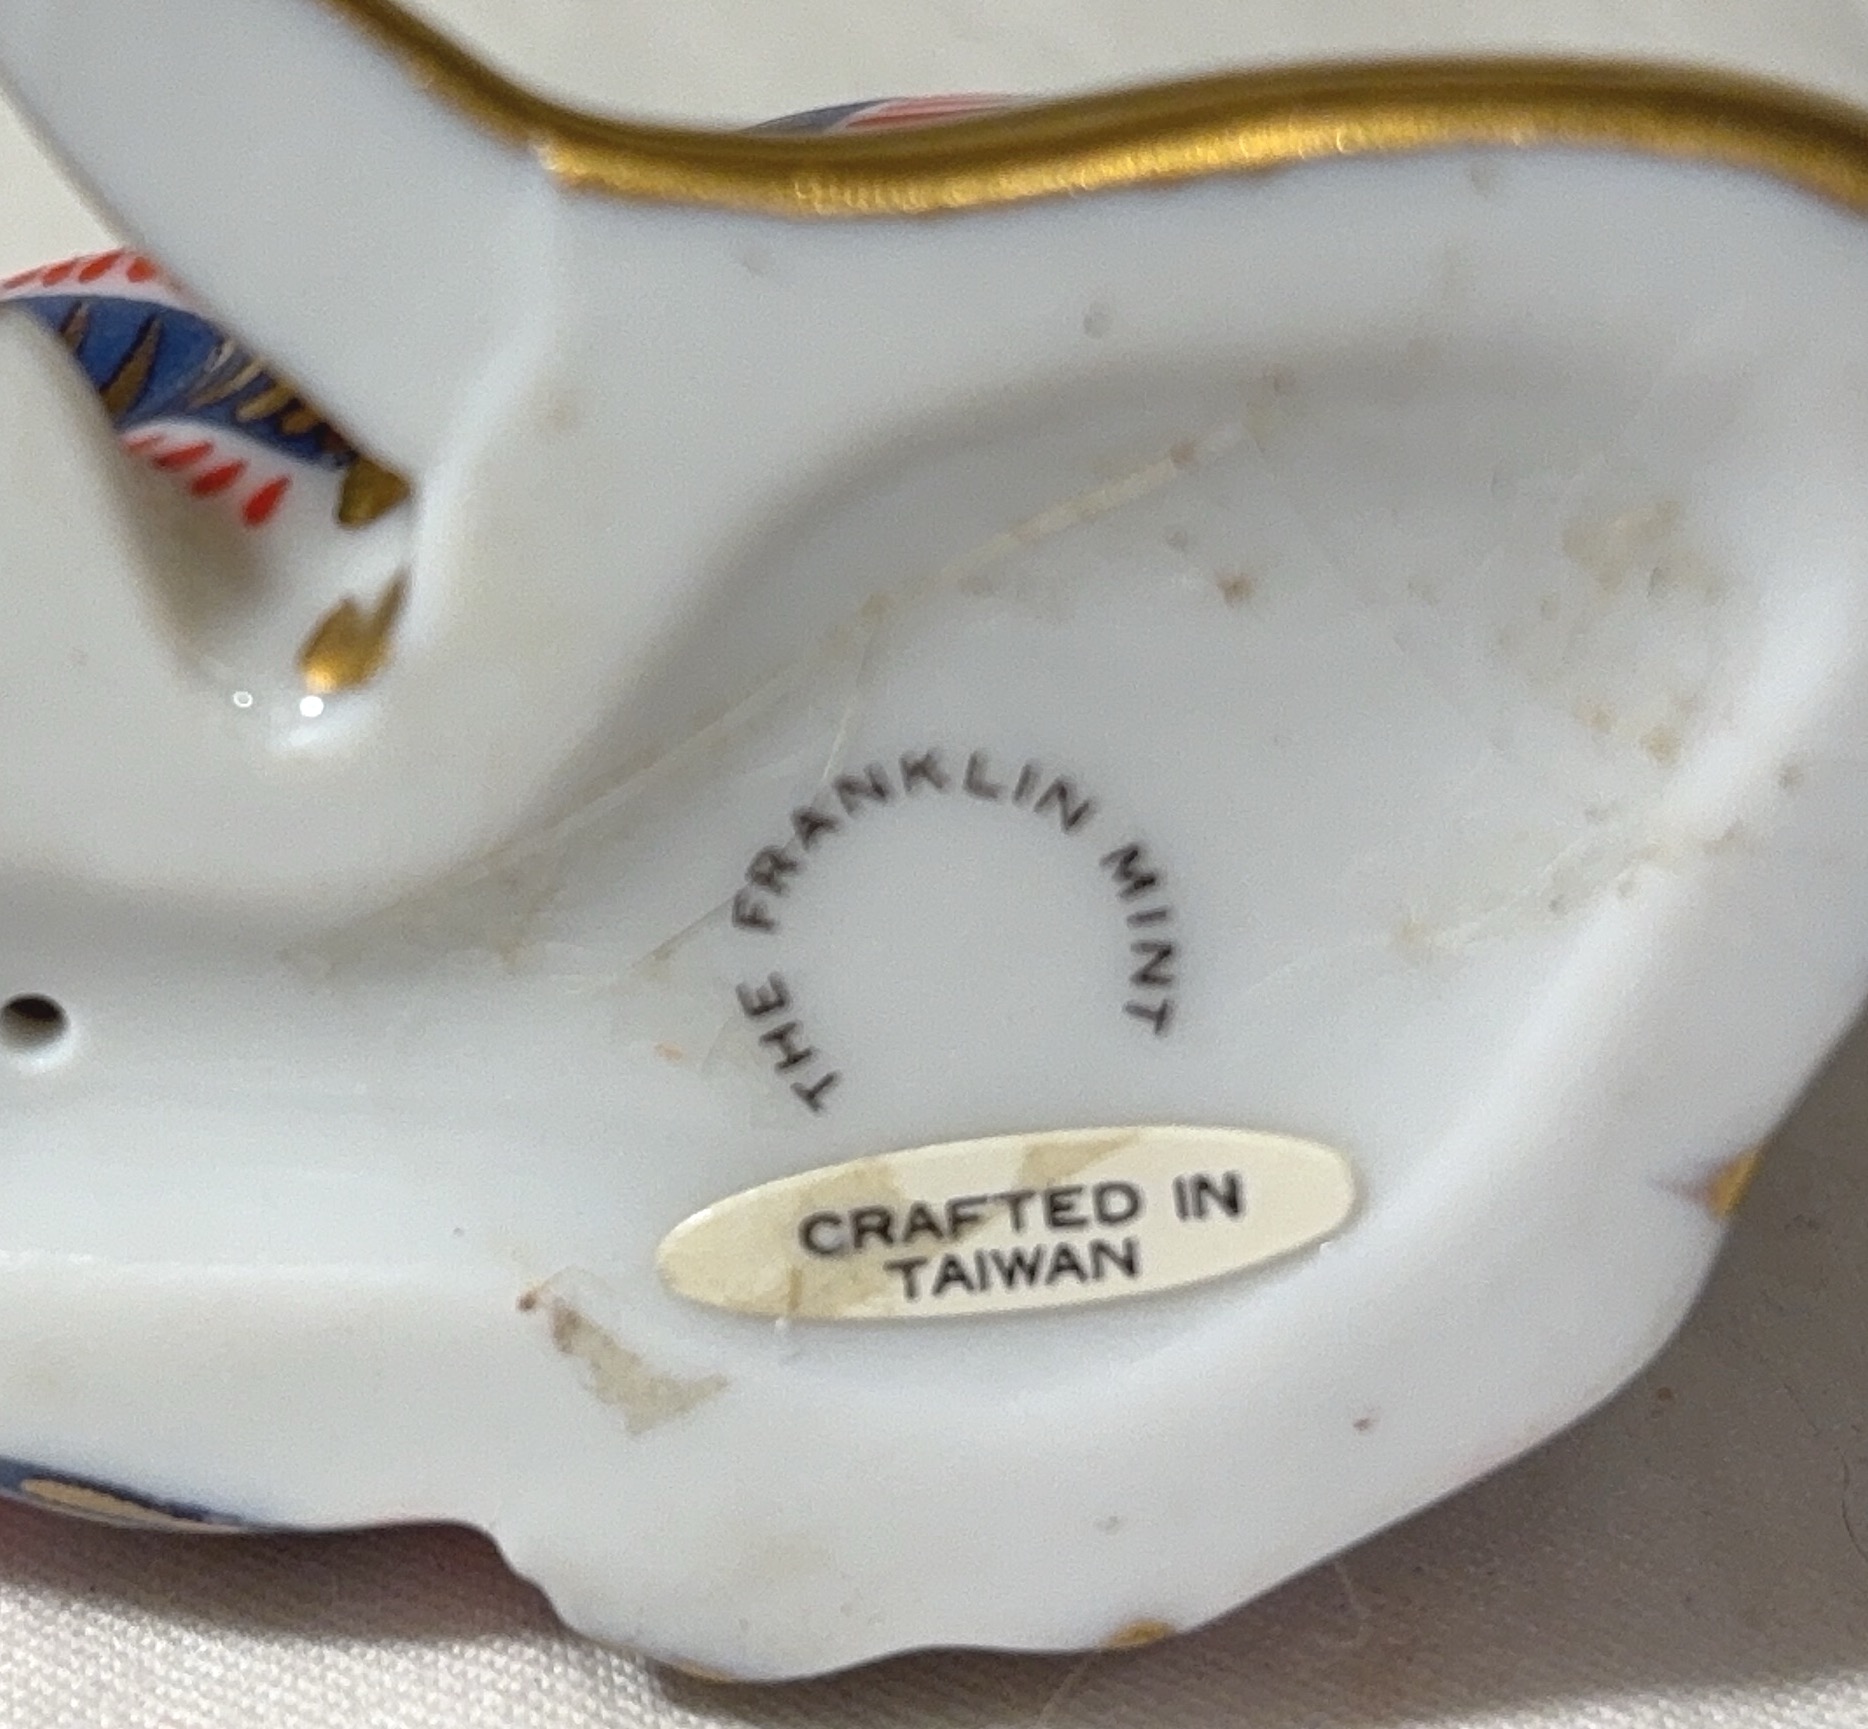 THE FRANKLIN MINT
CRAFTED IN
TAIWAN